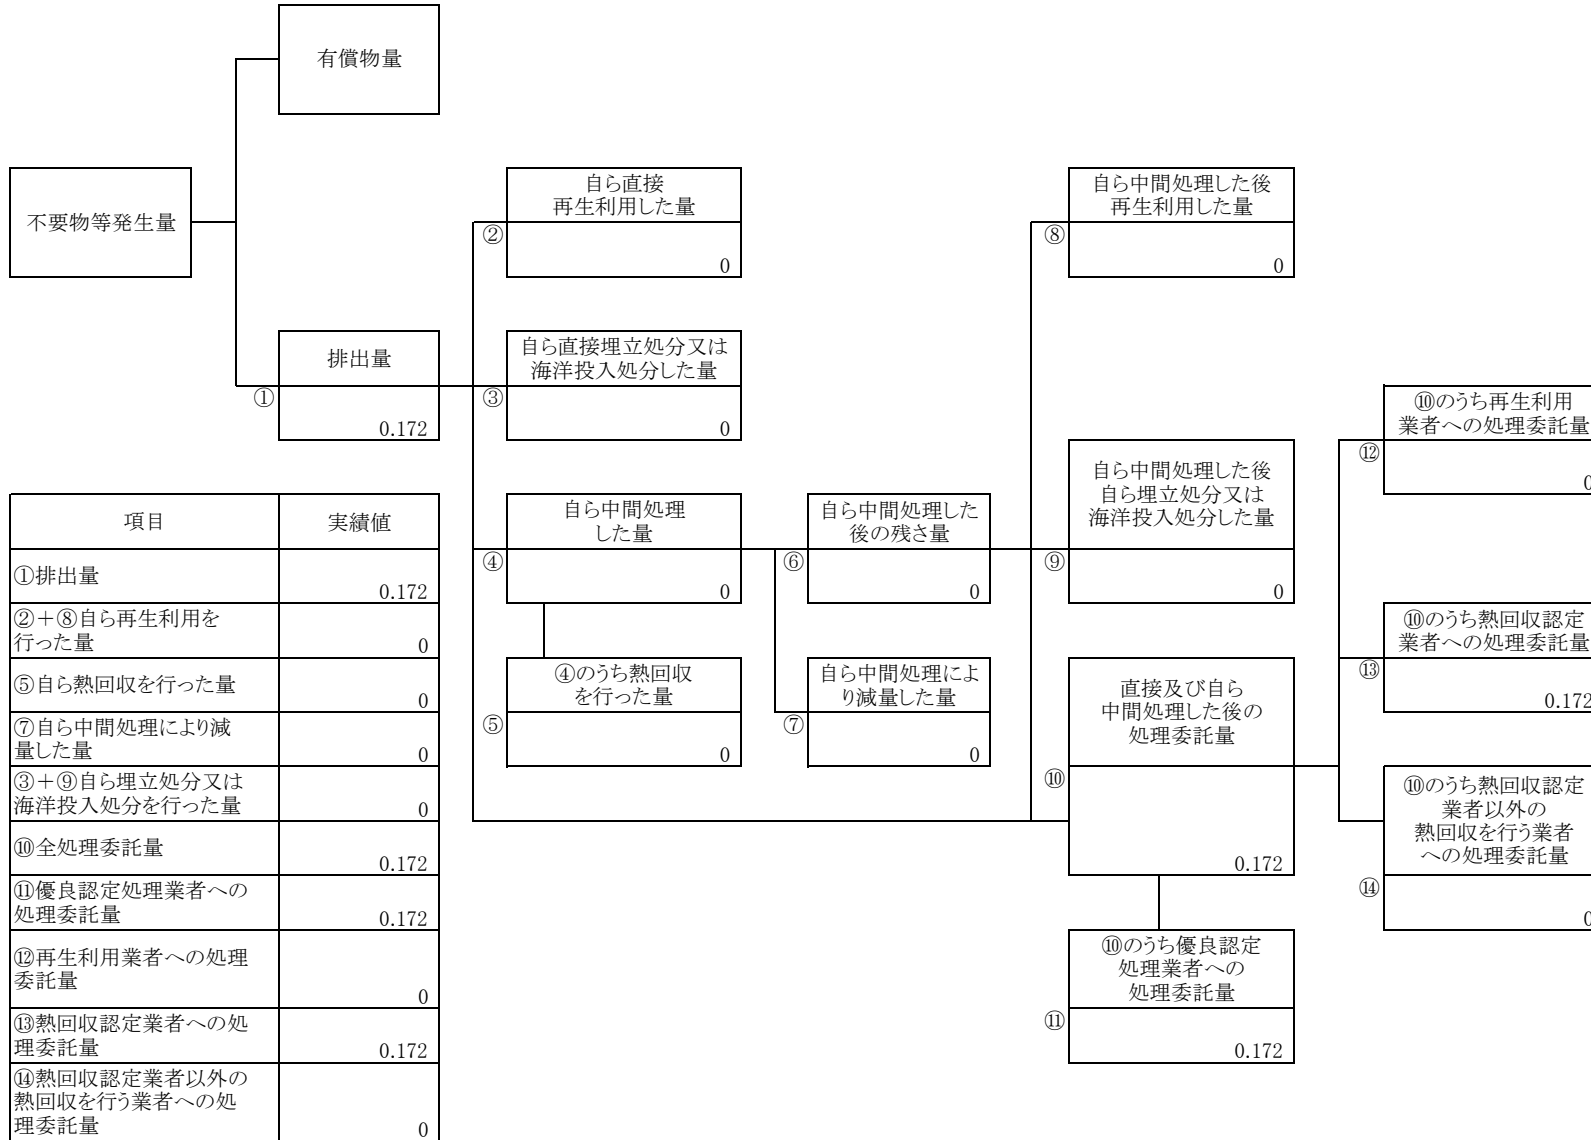 有償物量
不要物等発生量
自ら直接
再生利用した量
②
0
自ら中間処理した後
再生利用した量
⑧
0
排出量
①
0.172
自ら直接埋立処分又は
海洋投入処分した量
③
0
⑩のうち再生利用
業者への処理委託量
⑫
0
自ら中間処理した後
自ら埋立処分又は
海洋投入処分した量
⑨
0
自ら中間処理
した量
④
0
自ら中間処理した
後の残さ量
⑥
0
⑩のうち熱回収認定
業者への処理委託量
⑬
0.172
④のうち熱回収
を行った量
⑤
0
自ら中間処理によ
り減量した量
⑦
0
直接及び自ら
中間処理した後の
処理委託量
⑩
0.172
⑩のうち熱回収認定
業者以外の
熱回収を行う業者
への処理委託量
⑭
0
⑩のうち優良認定
処理業者への
処理委託量
⑪
0.172
項目 実績値
①排出量 0.172
②＋⑧自ら再生利用を
行った量 0
⑤自ら熱回収を行った量 0
⑦自ら中間処理により減
量した量 0
③＋⑨自ら埋立処分又は
海洋投入処分を行った量 0
⑩全処理委託量 0.172
⑪優良認定処理業者への
処理委託量 0.172
⑫再生利用業者への処理
委託量 0
⑬熱回収認定業者への処
理委託量 0.172
⑭熱回収認定業者以外の
熱回収を行う業者への処
理委託量 0